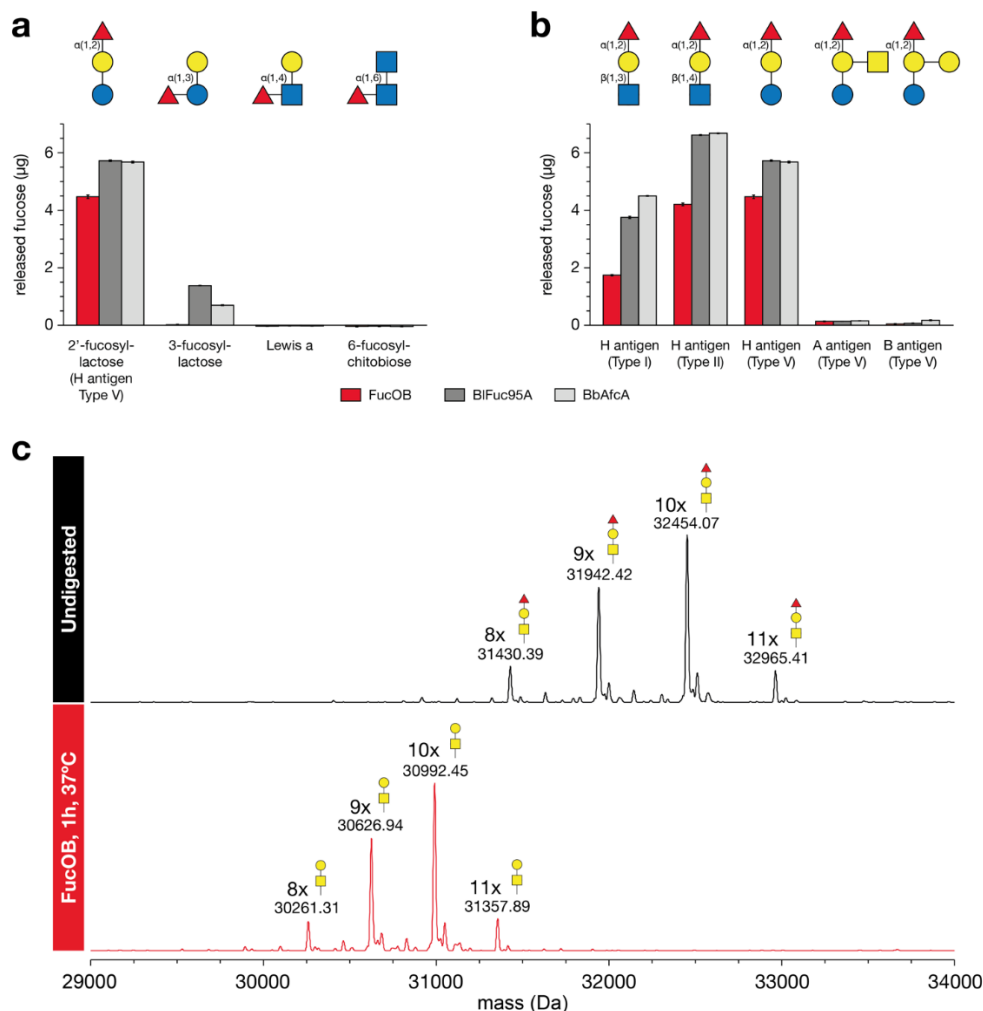 a
α(1,2)
α(1,3)
α(1,4)
α(1,6)
released fucose (µg)
6
4
2
0
2'-fucosyl-
lactose
(H antigen
Type V)
3-fucosyl-
lactose
Lewis a
6-fucosyl-
chitobiose
b
α(1,2)
α(1,2)
α(1,2)
α(1,2)
α(1,2)
β(1,3)
β(1,4)
released fucose (µg)
6
4
2
0
H antigen
(Type I)
H antigen
(Type II)
H antigen
(Type V)
A antigen
(Type V)
B antigen
(Type V)
FucOB
BIFuc95A
BbAfcA
c
Undigested
8x
31430.39
9x
31942.42
10x
32454.07
11x
32965.41
FucOB, 1h, 37°C
8x
30261.31
9x
30626.94
10x
30992.45
11x
31357.89
29000
30000
31000
32000
33000
34000
mass (Da)